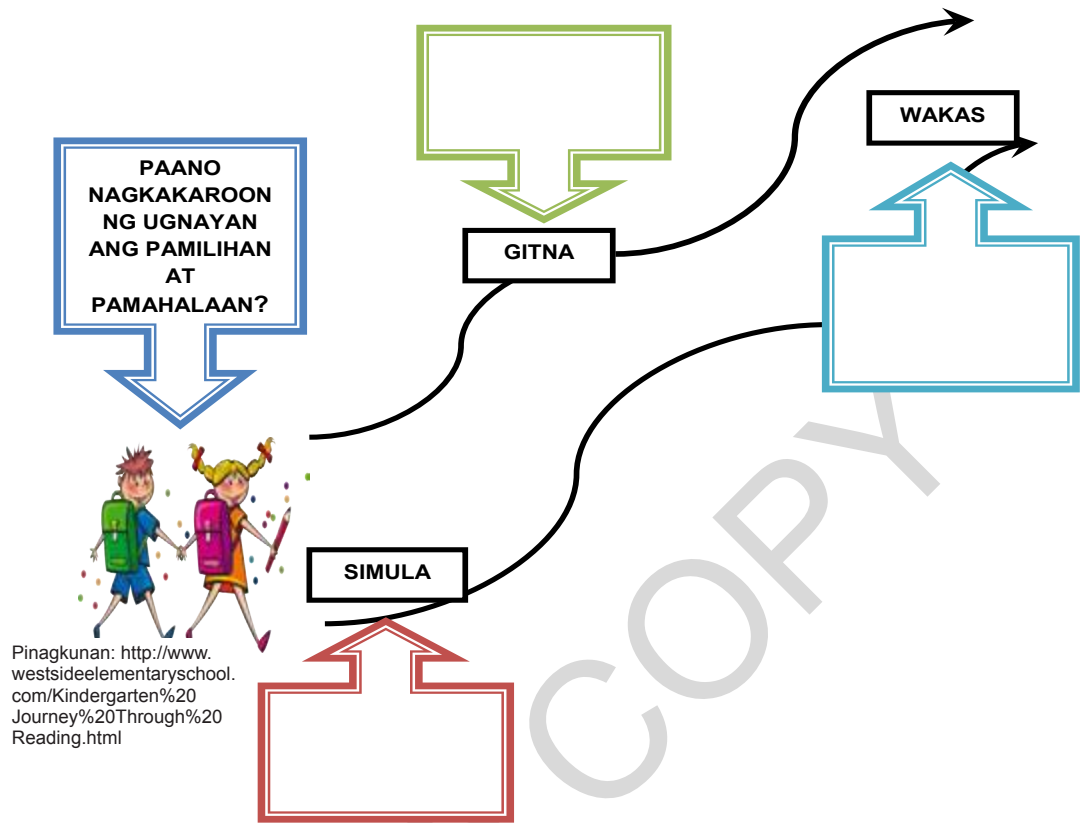 PAANO
NAGKAKAROON
NG UGNAYAN
ANG PAMILIHAN
AT
PAMAHALAAN?
GITNA
WAKAS
SIMULA
Pinagkunan: http://www.
westsideelementaryschool.
com/Kindergarten%20
Journey%20Through%20
Reading.html
COPY